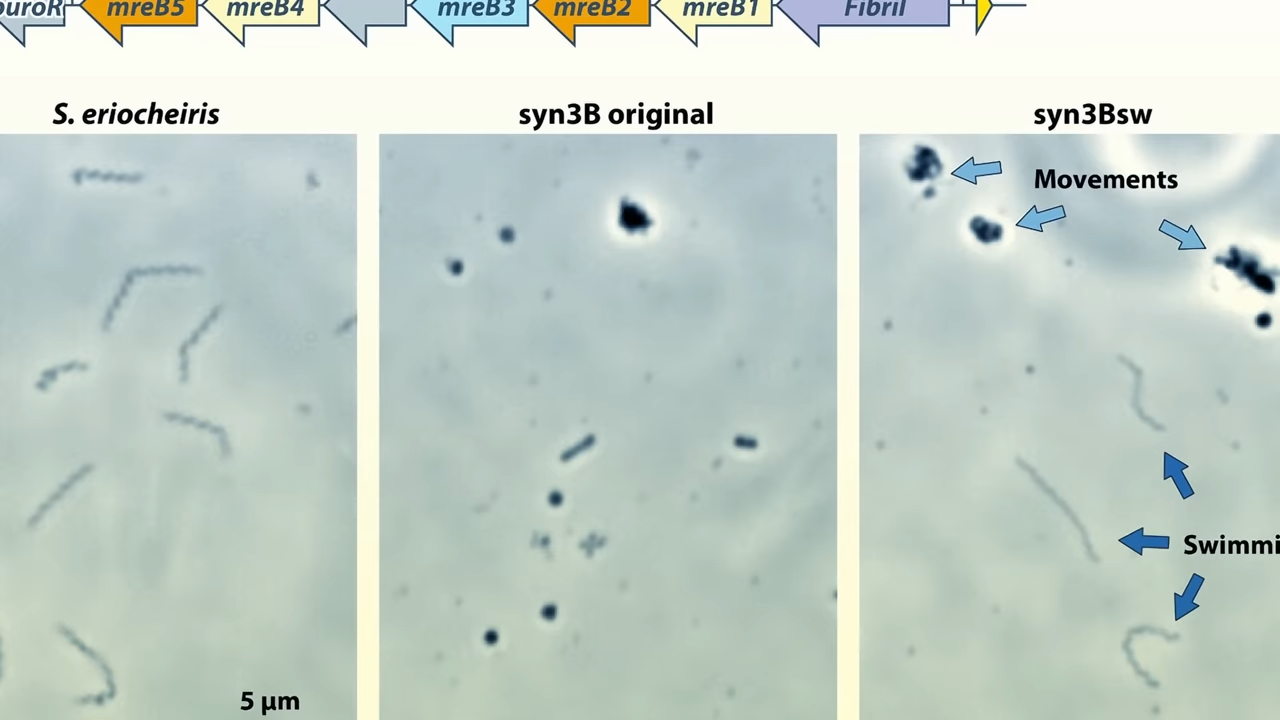 mreB5 mreB4 mreB3 mreB2 mreB1 Fibril
S. eriocheiris syn3B original syn3Bsw
Movements
5 µm